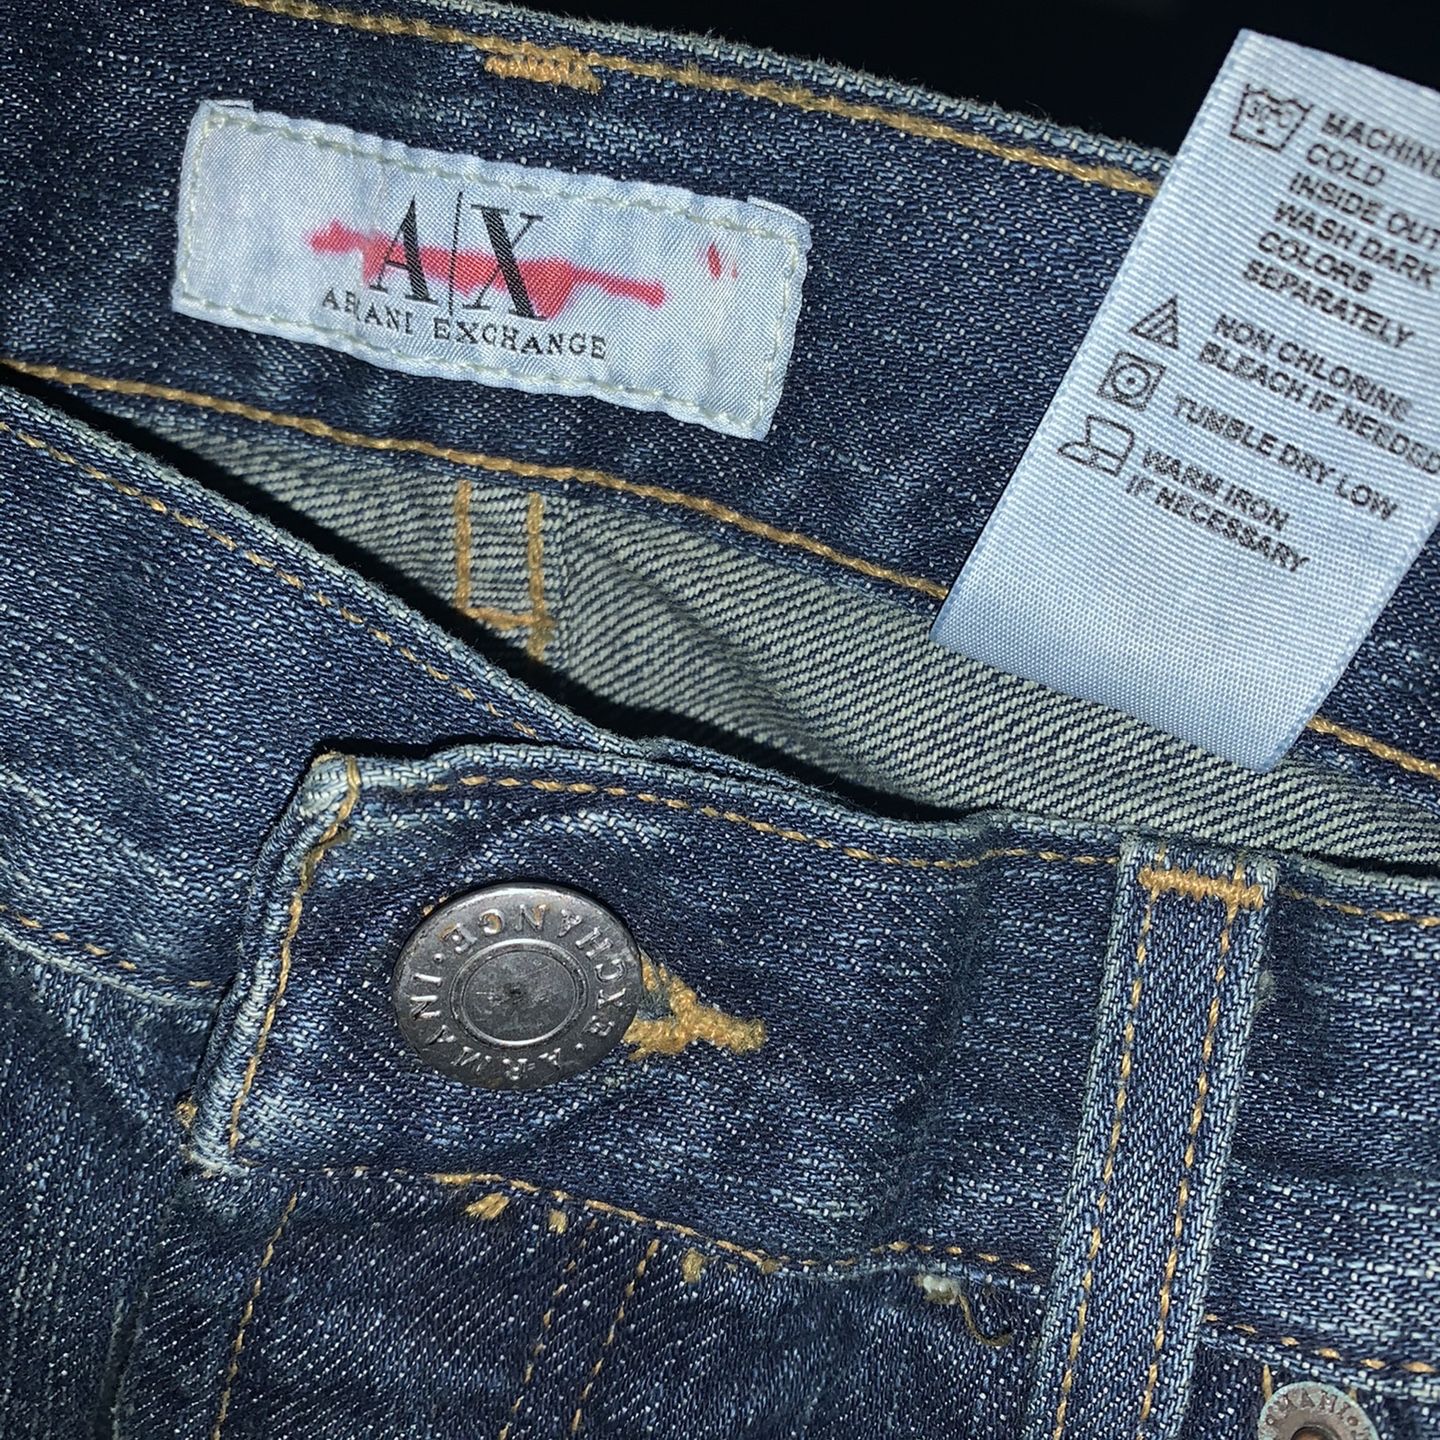 A|X
ARMANI EXCHANGE
30°C
MACHINE
COLD
INSIDE OUT
WASH DARK
COLORS
SEPARATELY
NON CHLORINE
BLEACH IF NEEDED
TUMBLE DRY LOW
WARM IRON
IF NECESSARY
ARMANI · EXCHANGE ·